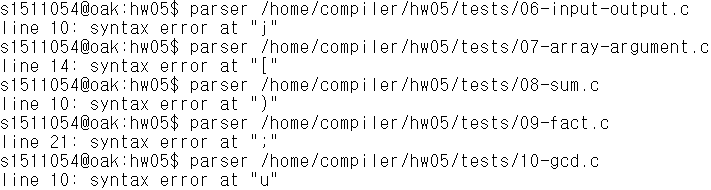 s1511054@oak:hw05$ parser /home/compiler/hw05/tests/06-input-output.c
line 10: syntax error at "j"
s1511054@oak:hw05$ parser /home/compiler/hw05/tests/07-array-argument.c
line 14: syntax error at "["
s1511054@oak:hw05$ parser /home/compiler/hw05/tests/08-sum.c
line 10: syntax error at ")"
s1511054@oak:hw05$ parser /home/compiler/hw05/tests/09-fact.c
line 21: syntax error at ";"
s1511054@oak:hw05$ parser /home/compiler/hw05/tests/10-gcd.c
line 10: syntax error at "u"